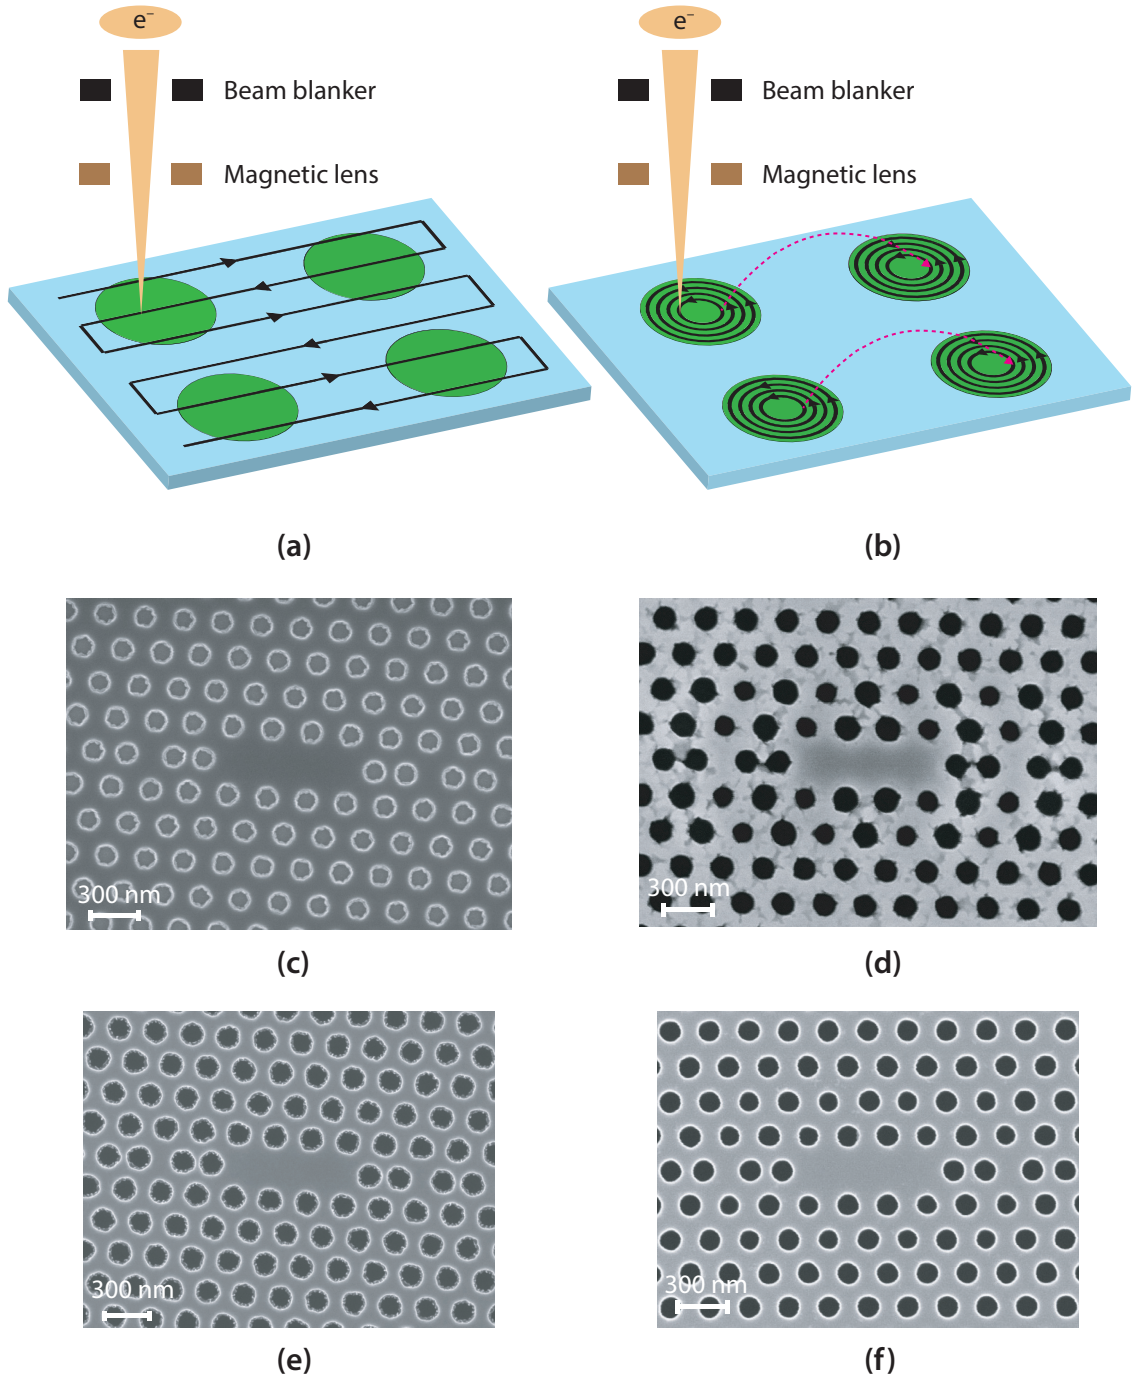 e⁻
e⁻
Beam blanker
Beam blanker
Magnetic lens
Magnetic lens
(a)
(b)
300 nm
300 nm
(c)
(d)
300 nm
300 nm
(e)
(f)